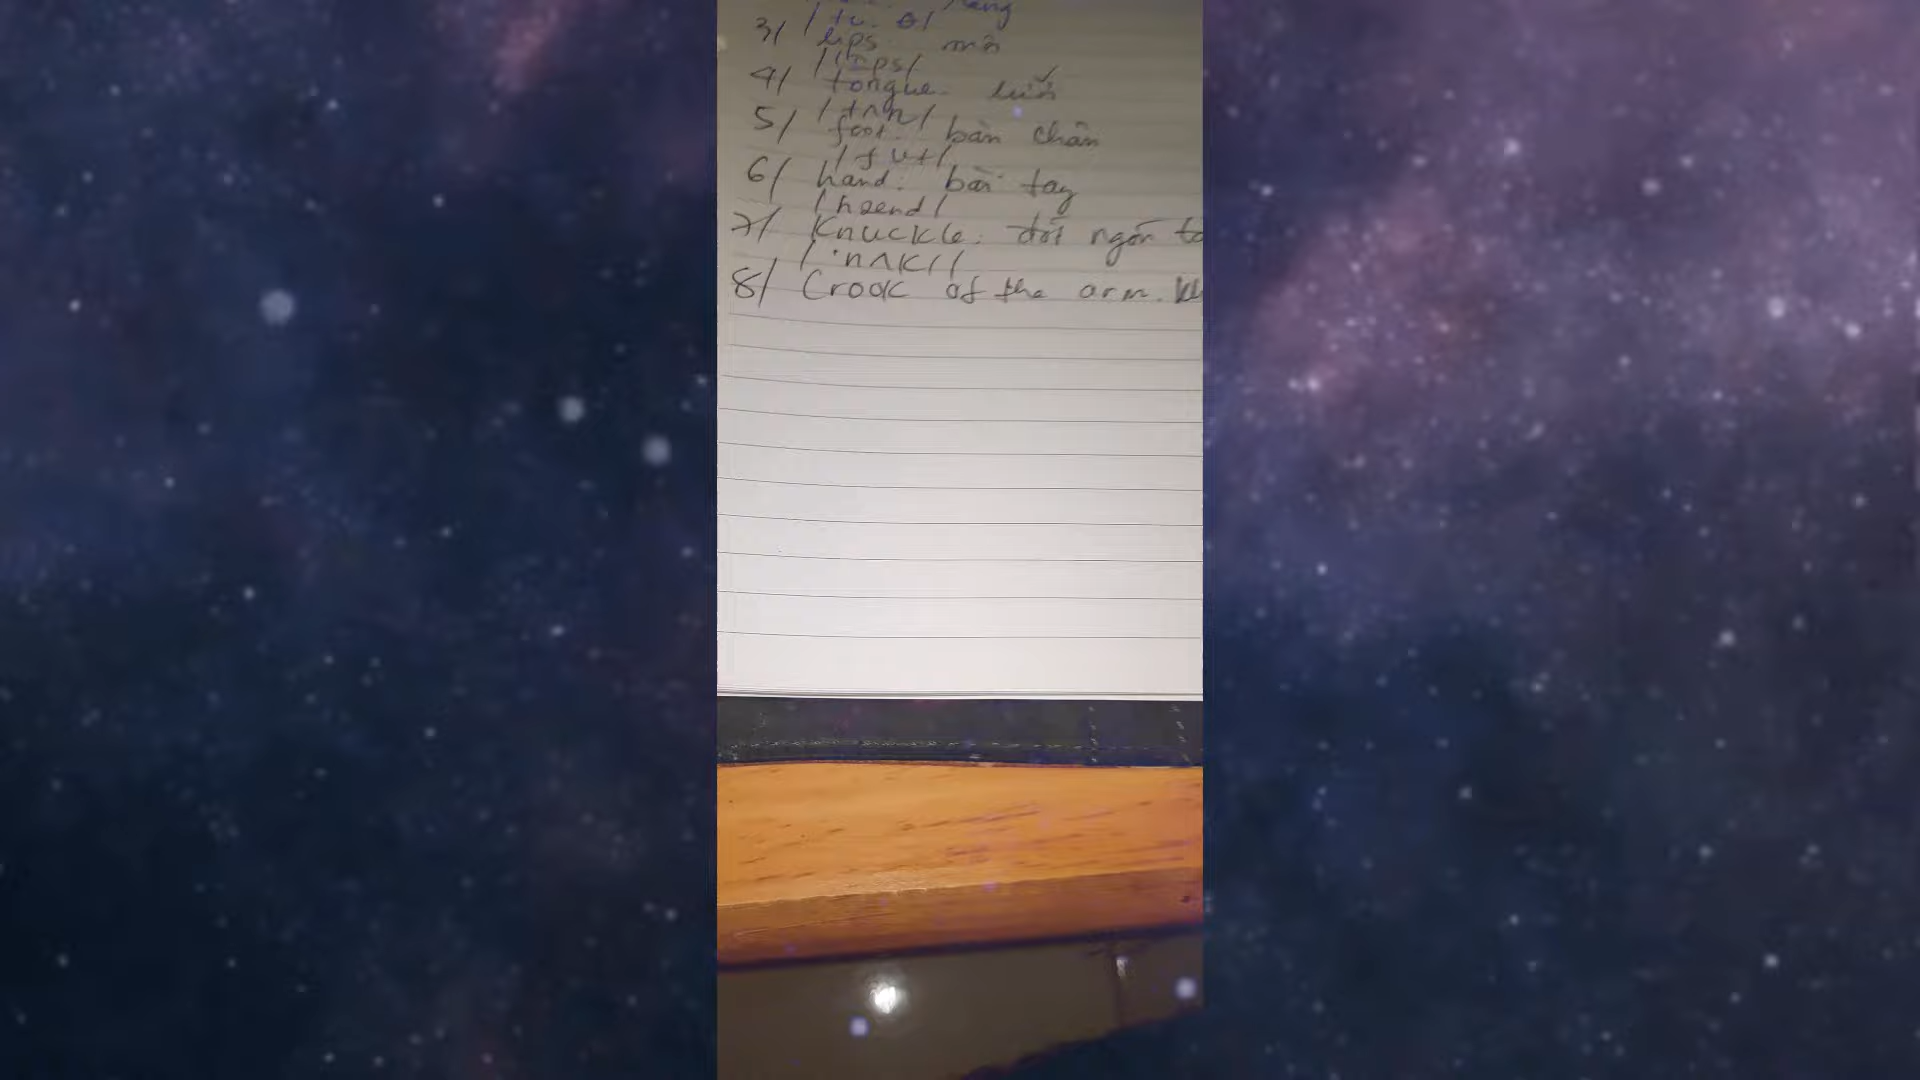 /tu:θ/
3/ lips môi
/lɪps/
4/ tongue. lưỡi
/tʌŋ/
5/ foot. bàn chân
/fʊt/
6/ hand. bàn tay
/hænd/
7/ Knuckle. đốt ngón
/ˈnʌkl/
8/ Crook of the arm.